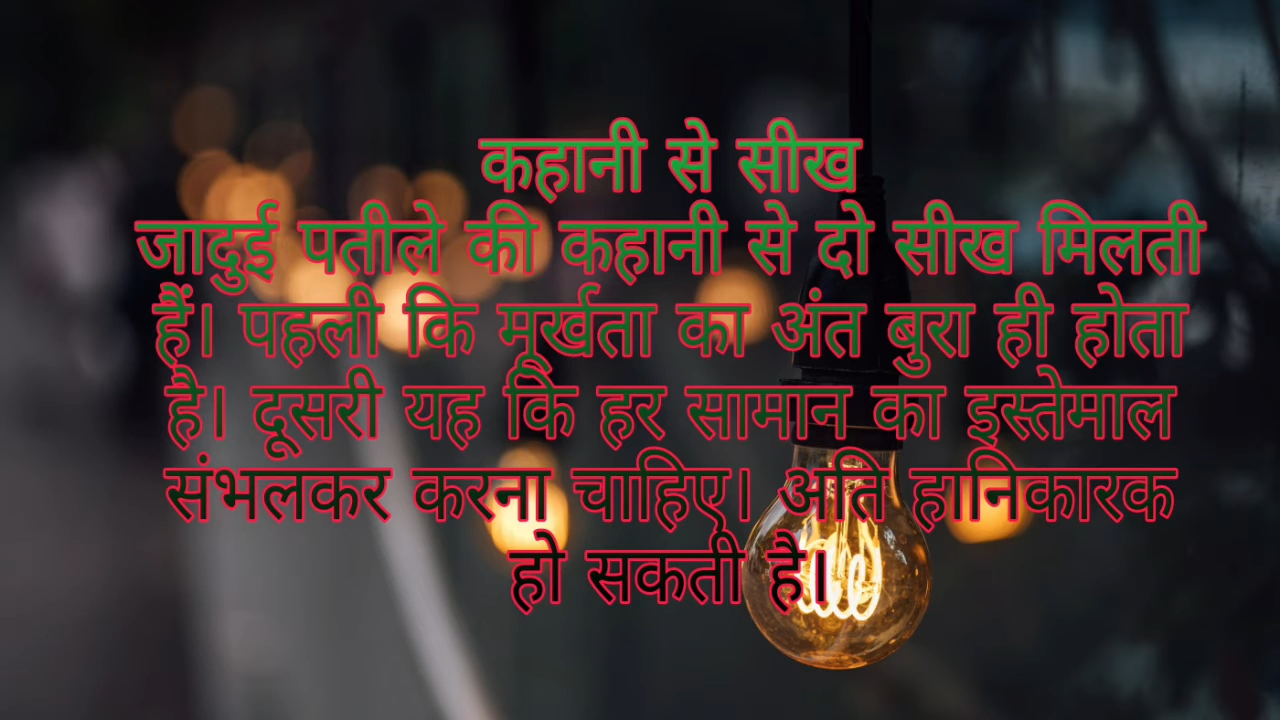 कहानी से सीख
जादुई पतीले की कहानी से दो सीख मिलती
हैं। पहली कि मूर्खता का अंत बुरा ही होता
है। दूसरी यह कि हर सामान का इस्तेमाल
संभलकर करना चाहिए। अति हानिकारक
हो सकती है।